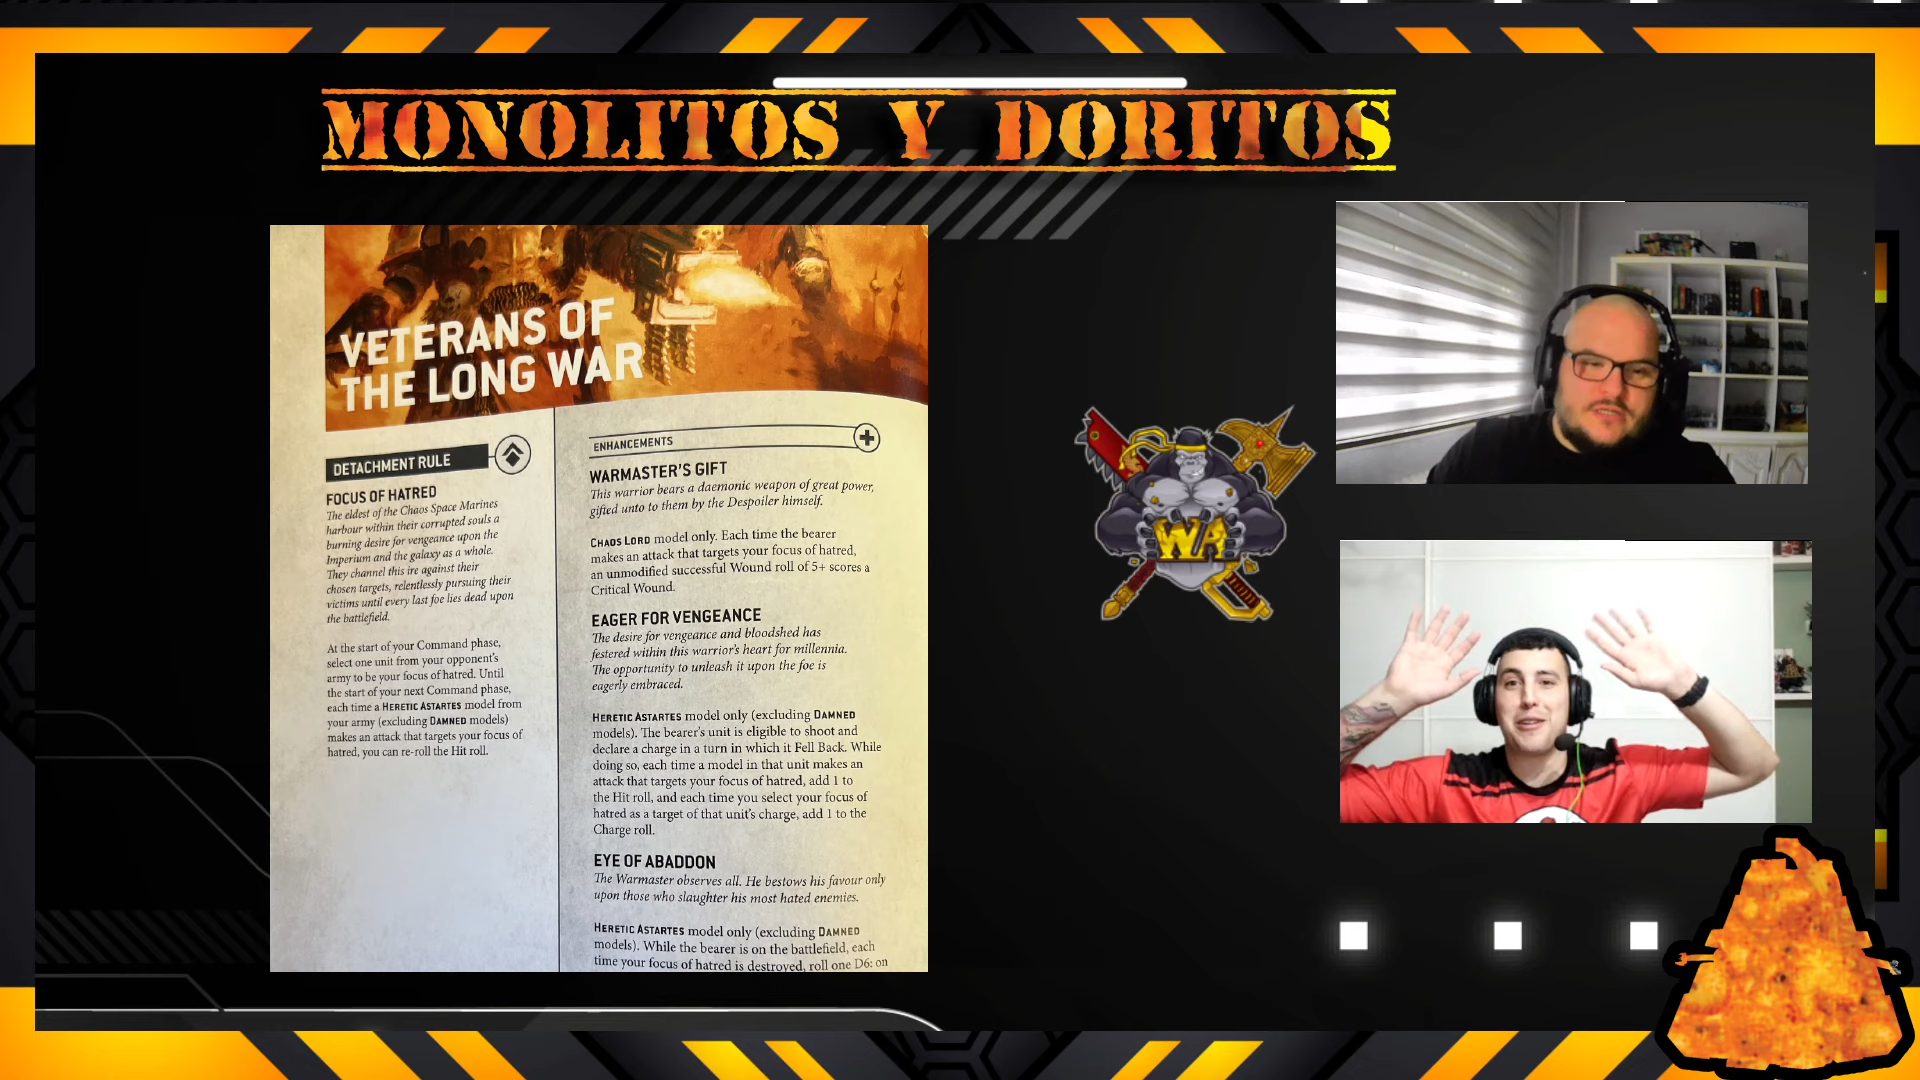 MONOLITOS Y DORITOS
VETERANS OF
THE LONG WAR
DETACHMENT RULE
FOCUS OF HATRED
The eldest of the Chaos Space Marines
harbour within their corrupted souls a
burning desire for vengeance upon the
Imperium and the galaxy as a whole.
They channel this ire against their
chosen targets, relentlessly pursuing their
victims until every last foe lies dead upon
the battlefield.
At the start of your Command phase,
select one unit from your opponent's
army to be your focus of hatred. Until
the start of your next Command phase,
each time a HERETIC ASTARTES model from
your army (excluding DAMNED models)
makes an attack that targets your focus of
hatred, you can re-roll the Hit roll.
ENHANCEMENTS
WARMASTER'S GIFT
This warrior bears a daemonic weapon of great power,
gifted unto to them by the Despoiler himself.
CHAOS LORD model only. Each time the bearer
makes an attack that targets your focus of hatred,
an unmodified successful Wound roll of 5+ scores a
Critical Wound.
EAGER FOR VENGEANCE
The desire for vengeance and bloodshed has
festered within this warrior's heart for millennia.
The opportunity to unleash it upon the foe is
eagerly embraced.
HERETIC ASTARTES model only (excluding DAMNED
models). The bearer's unit is eligible to shoot and
declare a charge in a turn in which it Fell Back. While
doing so, each time a model in that unit makes an
attack that targets your focus of hatred, add 1 to
the Hit roll, and each time you select your focus of
hatred as a target of that unit's charge, add 1 to the
Charge roll.
EYE OF ABADDON
The Warmaster observes all. He bestows his favour only
upon those who slaughter his most hated enemies.
HERETIC ASTARTES model only (excluding DAMNED
models). While the bearer is on the battlefield, each
time your focus of hatred is destroyed, roll one D6: on
WA